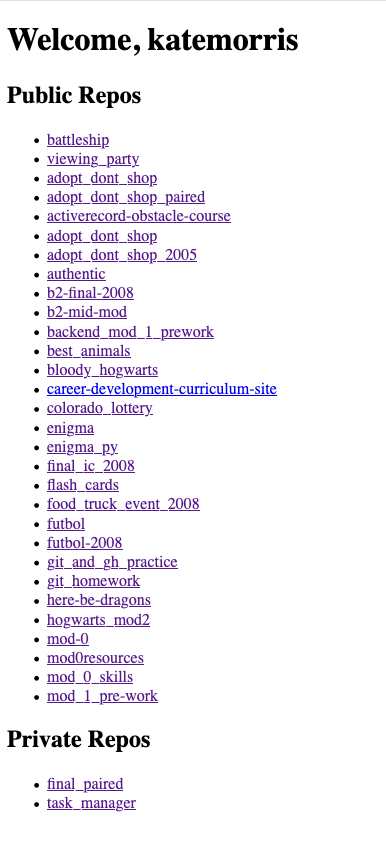 Welcome, katemorris
Public Repos
battleship
viewing_party
adopt_dont_shop
adopt_dont_shop_paired
activerecord-obstacle-course
adopt_dont_shop
adopt_dont_shop_2005
authentic
b2-final-2008
b2-mid-mod
backend_mod_1_prework
best_animals
bloody_hogwarts
career-development-curriculum-site
colorado_lottery
enigma
enigma_py
final_ic_2008
flash_cards
food_truck_event_2008
futbol
futbol-2008
git_and_gh_practice
git_homework
here-be-dragons
hogwarts_mod2
mod-0
mod0resources
mod_0_skills
mod_1_pre-work
Private Repos
final_paired
task_manager